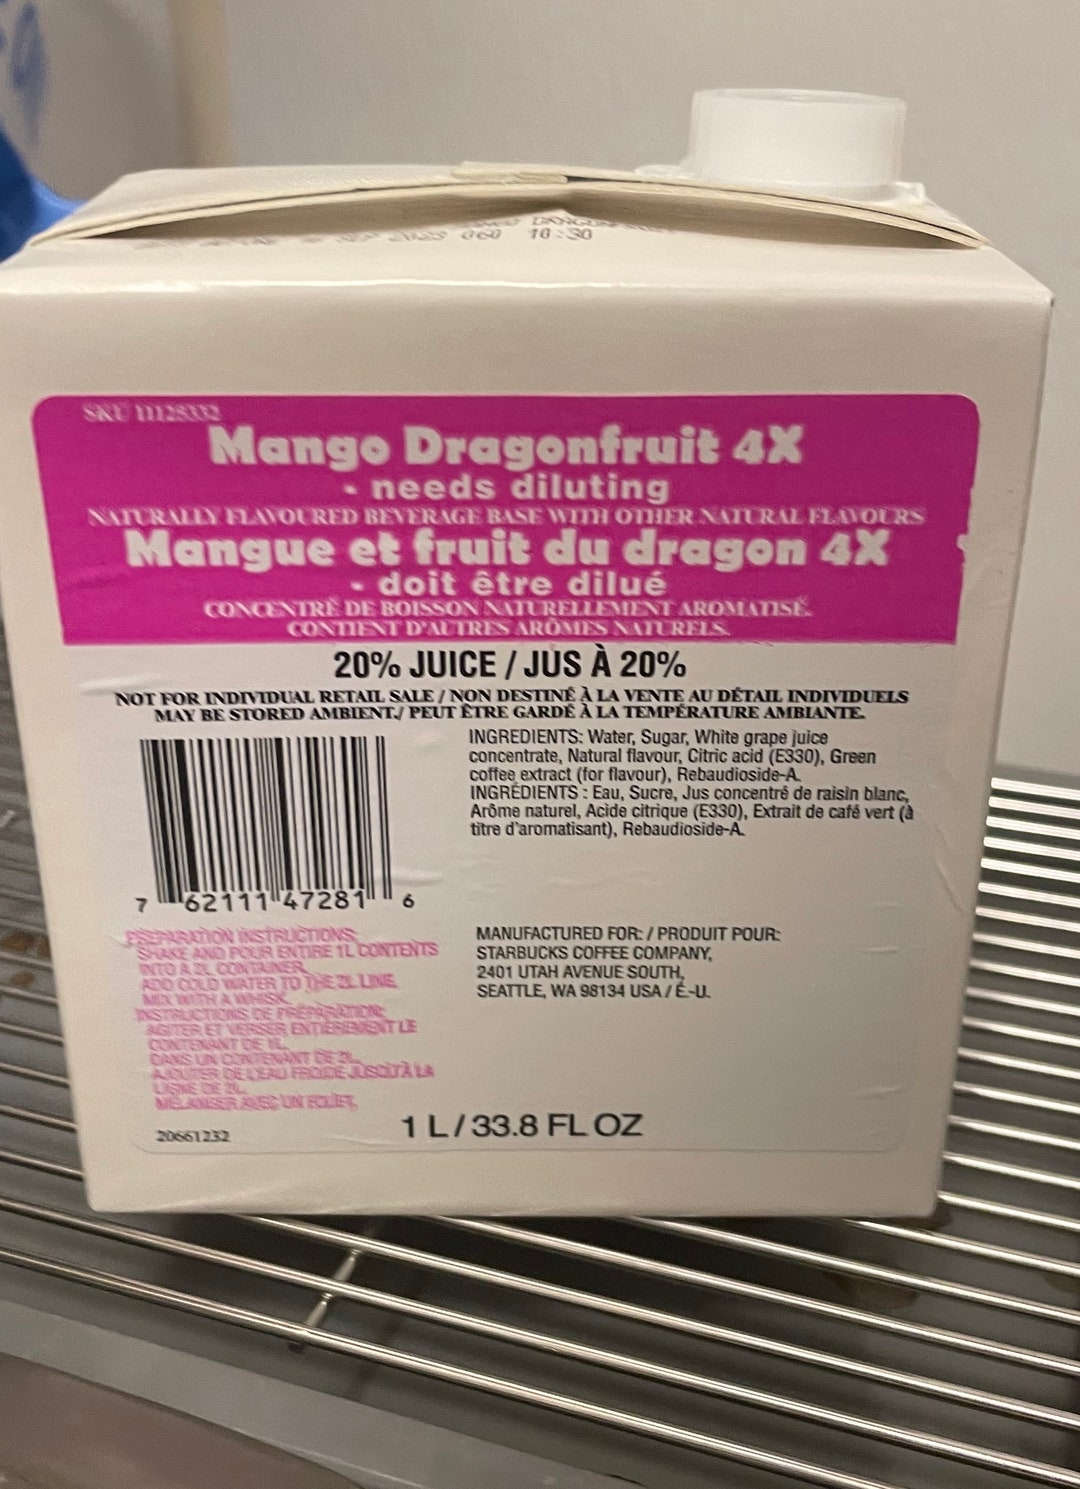 2023 060 10:30
SKU 11125332
Mango Dragonfruit 4X
- needs diluting
NATURALLY FLAVOURED BEVERAGE BASE WITH OTHER NATURAL FLAVOURS
Mangue et fruit du dragon 4X
- doit être dilué
CONCENTRÉ DE BOISSON NATURELLEMENT AROMATISÉ.
CONTIENT D'AUTRES ARÔMES NATURELS.
20% JUICE / JUS À 20%
NOT FOR INDIVIDUAL RETAIL SALE / NON DESTINÉ À LA VENTE AU DÉTAIL INDIVIDUELS
MAY BE STORED AMBIENT./ PEUT ÊTRE GARDÉ À LA TEMPÉRATURE AMBIANTE.
INGREDIENTS: Water, Sugar, White grape juice
concentrate, Natural flavour, Citric acid (E330), Green
coffee extract (for flavour), Rebaudioside-A.
INGRÉDIENTS : Eau, Sucre, Jus concentré de raisin blanc,
Arôme naturel, Acide citrique (E330), Extrait de café vert (à
titre d'aromatisant), Rebaudioside-A.
7 62111 47281 6
PREPARATION INSTRUCTIONS:
SHAKE AND POUR ENTIRE 1L CONTENTS
INTO A 2L CONTAINER.
ADD COLD WATER TO THE 2L LINE.
MIX WITH A WHISK.
INSTRUCTIONS DE PRÉPARATION:
AGITER ET VERSER ENTIÈREMENT LE
CONTENANT DE 1L
DANS UN CONTENANT DE 2L.
AJOUTER DE L'EAU FROIDE JUSQU'À LA
LIGNE DE 2L.
MÉLANGER AVEC UN FOUET.
MANUFACTURED FOR: / PRODUIT POUR:
STARBUCKS COFFEE COMPANY,
2401 UTAH AVENUE SOUTH,
SEATTLE, WA 98134 USA / É.-U.
20661232
1 L / 33.8 FL OZ